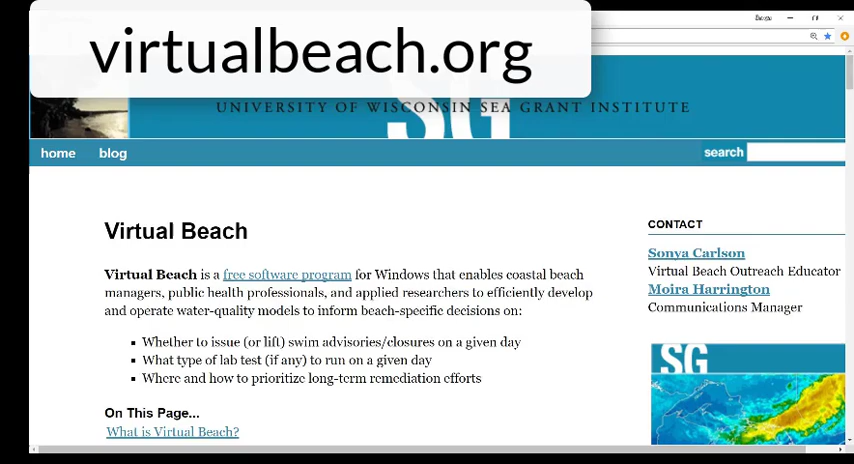 virtualbeach.org
UNIVERSITY OF WISCONSIN SEA GRANT INSTITUTE
SG
home blog search
Virtual Beach
Virtual Beach is a free software program for Windows that enables coastal beach
managers, public health professionals, and applied researchers to efficiently develop
and operate water-quality models to inform beach-specific decisions on:
Whether to issue (or lift) swim advisories/closures on a given day
What type of lab test (if any) to run on a given day
Where and how to prioritize long-term remediation efforts
On This Page...
What is Virtual Beach?
CONTACT
Sonya Carlson
Virtual Beach Outreach Educator
Moira Harrington
Communications Manager
SG